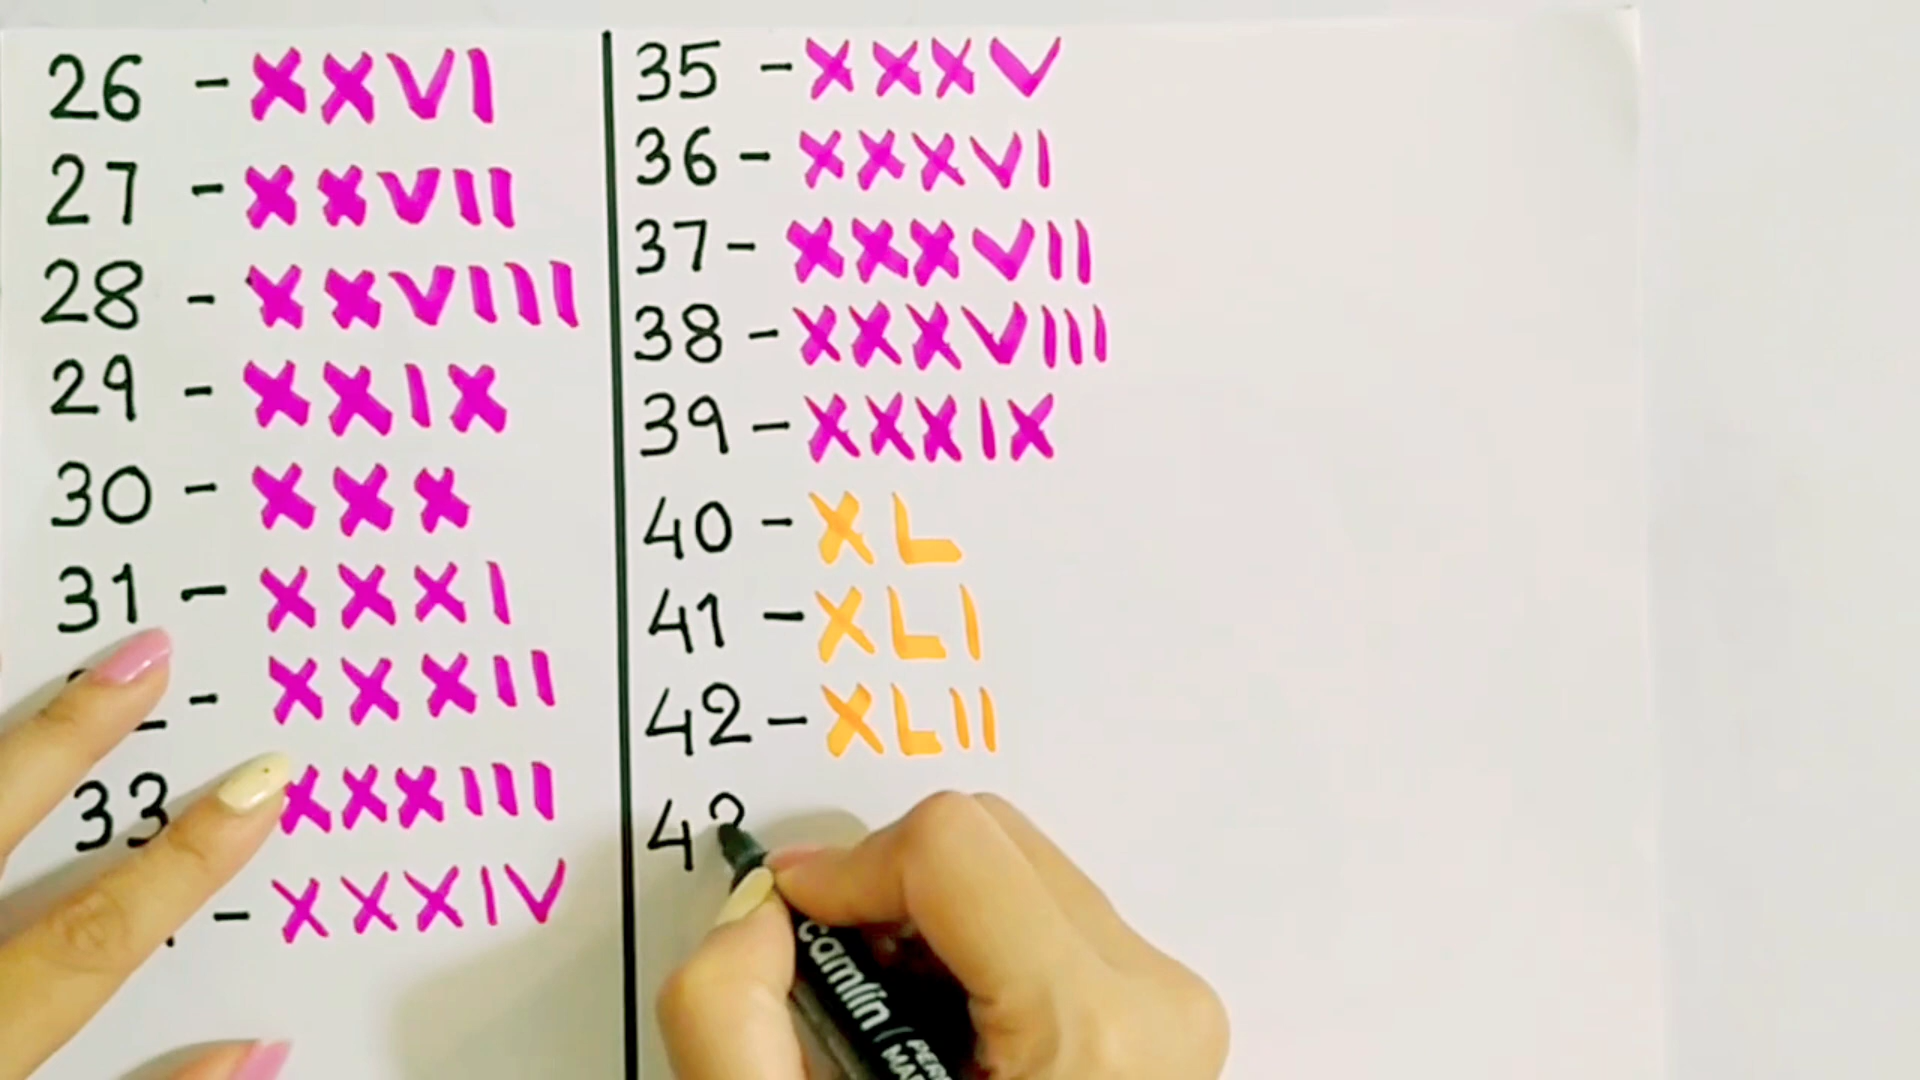 26 - XXVI
27 - XXVII
28 - XXVIII
29 - XXIX
30 - XXX
31 - XXXI
- XXXII
33 XXXIII
- XXXIV
35 - XXXV
36 - XXXVI
37 - XXXVII
38 - XXXVIII
39 - XXXIX
40 - XL
41 - XLI
42 - XLII
4
camlin